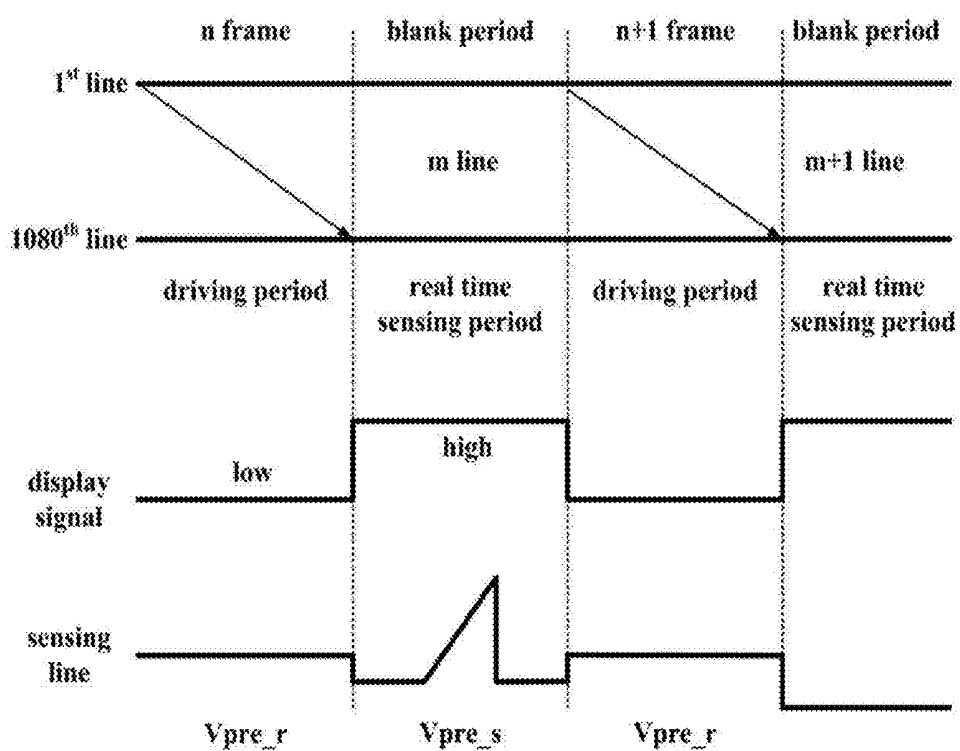 n frame blank period n+1 frame blank period
1st line
m line m+1 line
1080th line
driving period real time sensing period driving period real time sensing period
low high
display signal
sensing line
Vpre_r Vpre_s Vpre_r